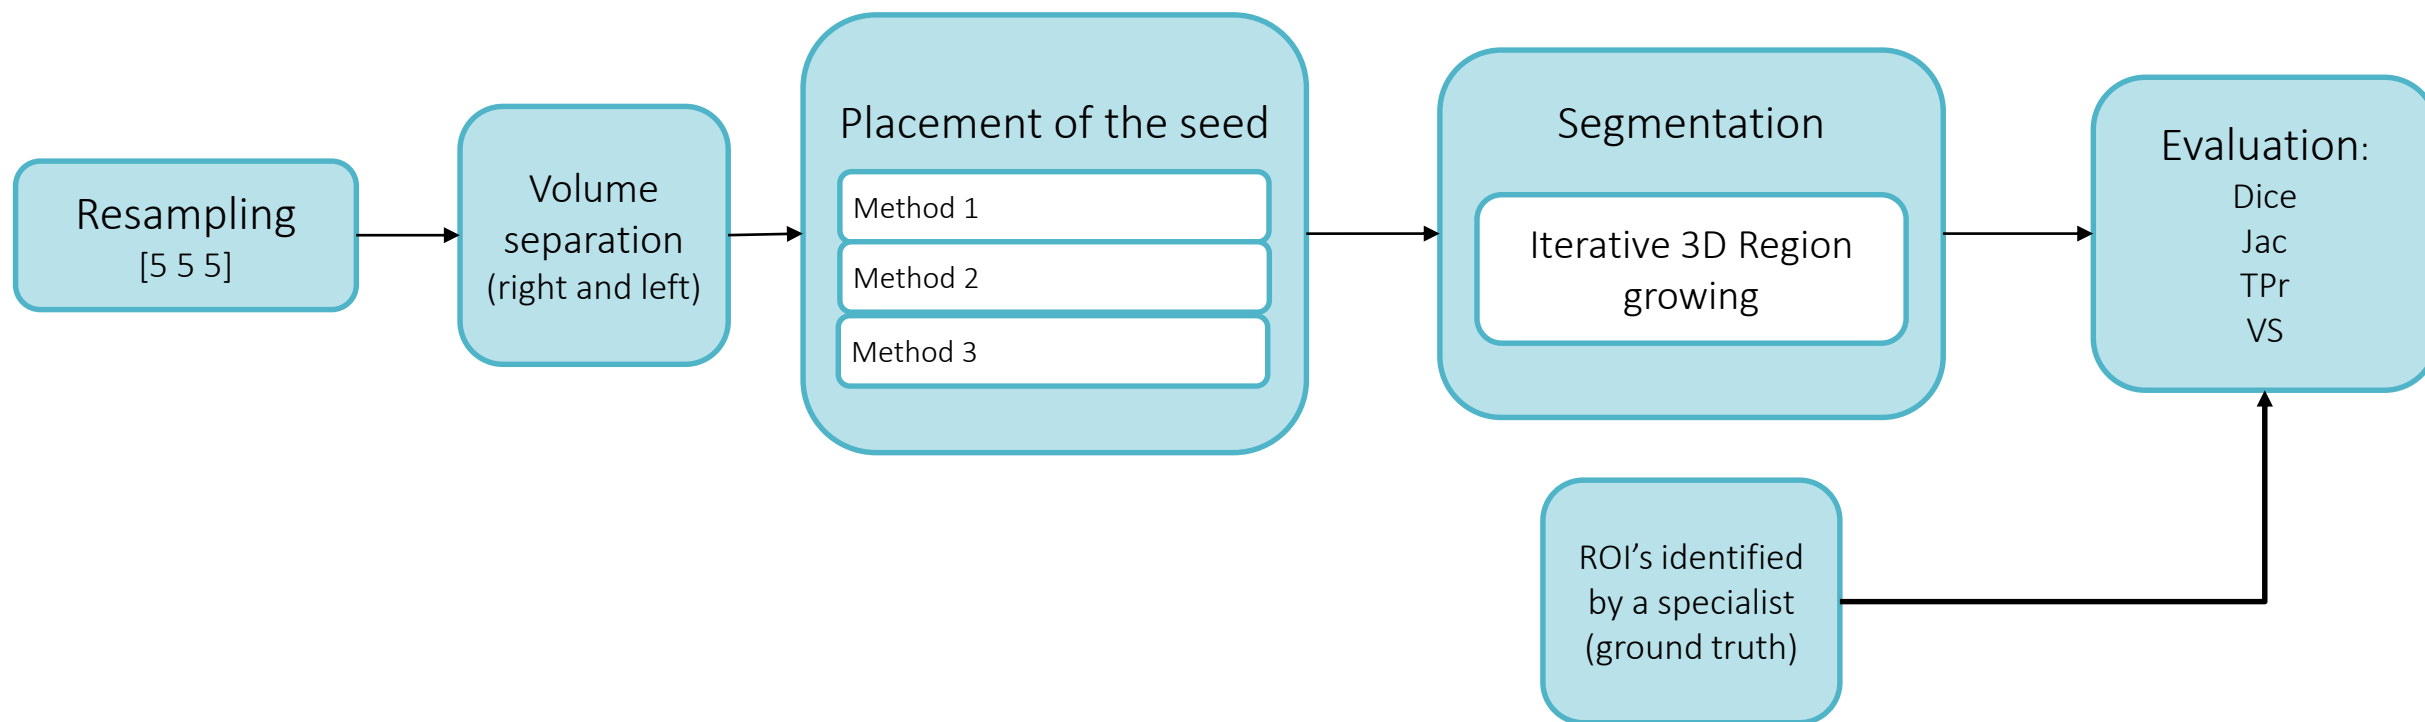 Resampling
[5 5 5]
Volume
separation
(right and left)
Placement of the seed
Method 1
Method 2
Method 3
Segmentation
Iterative 3D Region
growing
Evaluation:
Dice
Jac
TPr
VS
ROI’s identified
by a specialist
(ground truth)